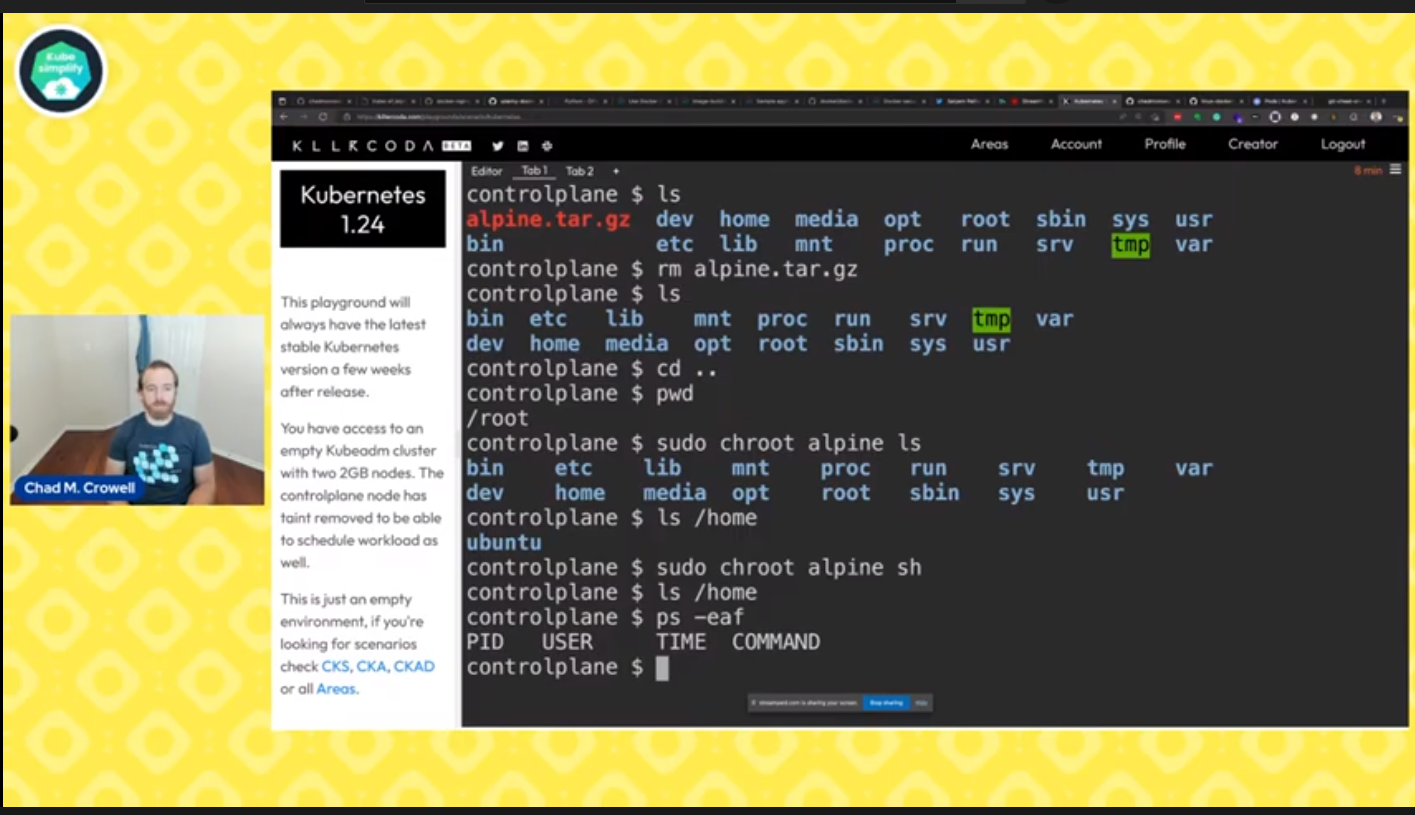 Kube
simplify
KLLRCODA BETA
Areas Account Profile Creator Logout
Editor Tab 1 Tab 2 +
8 min
Kubernetes
1.24
This playground will
always have the latest
stable Kubernetes
version a few weeks
after release.
You have access to an
empty Kubeadm cluster
with two 2GB nodes. The
controlplane node has
taint removed to be able
to schedule workload as
well.
This is just an empty
environment, if you're
looking for scenarios
check CKS, CKA, CKAD
or all Areas.
controlplane $ ls
alpine.tar.gz dev home media opt root sbin sys usr
bin etc lib mnt proc run srv tmp var
controlplane $ rm alpine.tar.gz
controlplane $ ls
bin etc lib mnt proc run srv tmp var
dev home media opt root sbin sys usr
controlplane $ cd ..
controlplane $ pwd
/root
controlplane $ sudo chroot alpine ls
bin etc lib mnt proc run srv tmp var
dev home media opt root sbin sys usr
controlplane $ ls /home
ubuntu
controlplane $ sudo chroot alpine sh
controlplane $ ls /home
controlplane $ ps -eaf
PID USER TIME COMMAND
controlplane $
streamyard.com is sharing your screen. Stop sharing Hide
Chad M. Crowell